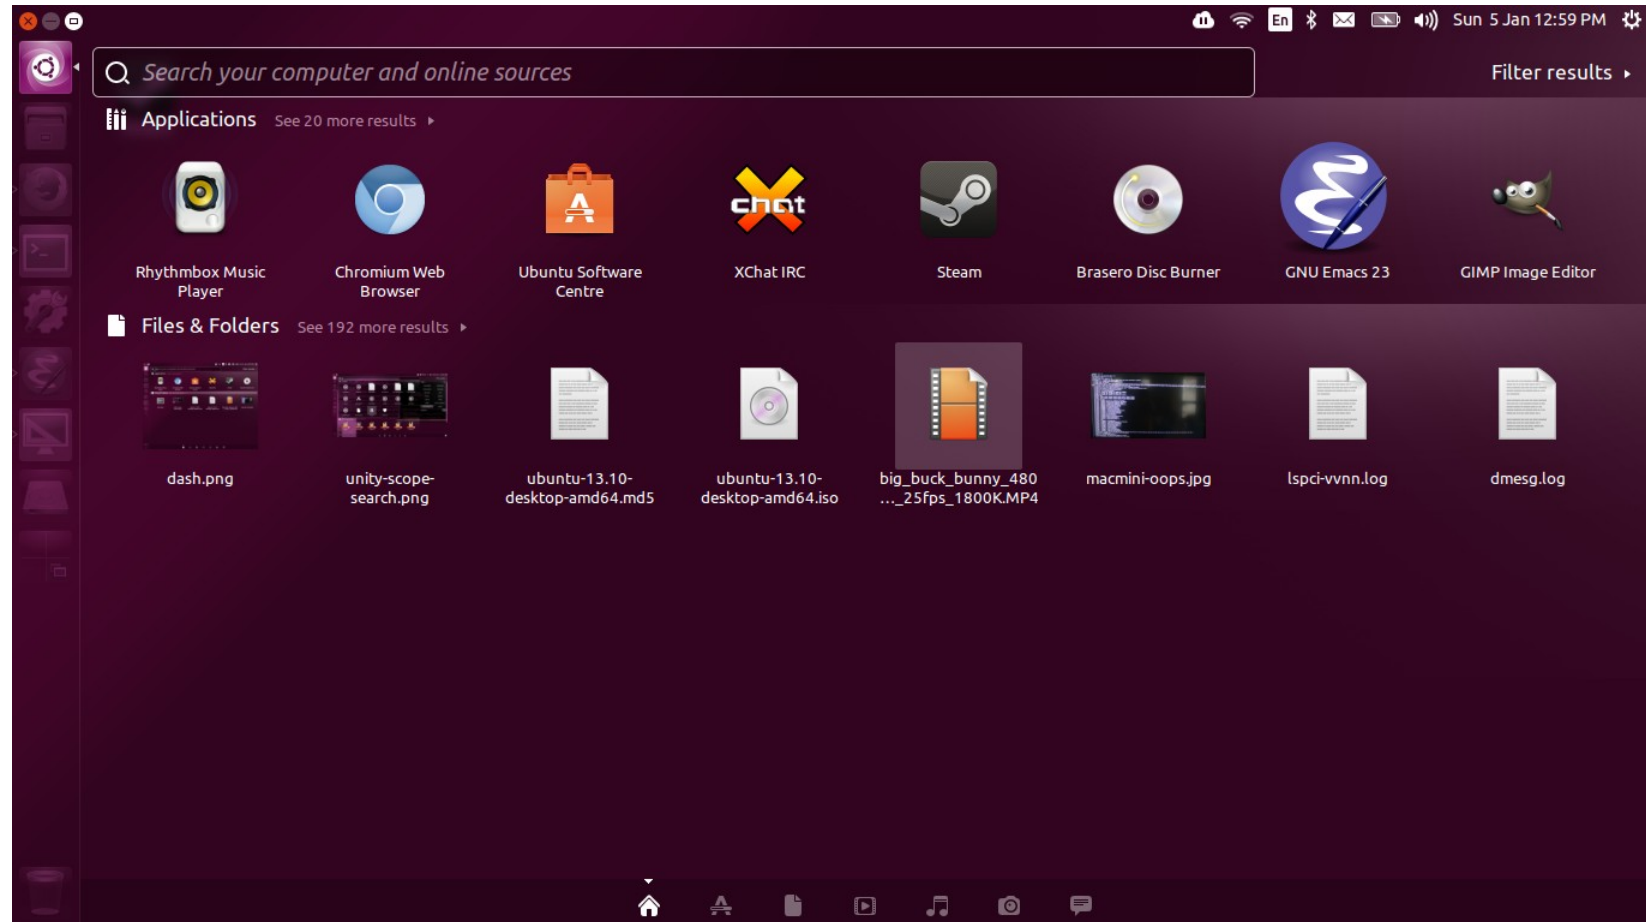 En Sun 5 Jan 12:59 PM
Search your computer and online sources
Filter results
Applications See 20 more results
chat
Rhythmbox Music
Player
Chromium Web
Browser
Ubuntu Software
Centre
XChat IRC
Steam
Brasero Disc Burner
GNU Emacs 23
GIMP Image Editor
Files & Folders See 192 more results
dash.png
unity-scope-
search.png
ubuntu-13.10-
desktop-amd64.md5
ubuntu-13.10-
desktop-amd64.iso
big_buck_bunny_480
..._25fps_1800K.MP4
macmini-oops.jpg
lspci-vvnn.log
dmesg.log